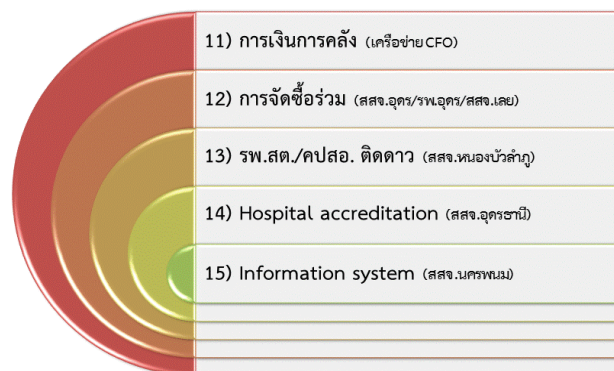 11) การเงินการคลัง (เครือข่าย CFO)
12) การจัดซื้อร่วม (สสจ.อุดร/รพ.อุดร/สสจ.เลย)
13) รพ.สต./คปสอ. ติดดาว (สสจ.หนองบัวลำภู)
14) Hospital accreditation (สสจ.อุดรธานี)
15) Information system (สสจ.นครพนม)